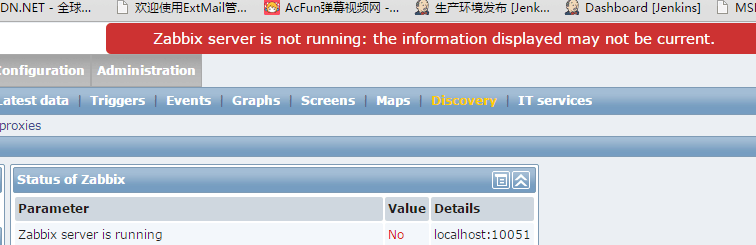 DN.NET - 全球... 欢迎使用ExtMail管... AcFun弹幕视频网 -... 生产环境发布 [Jenk... Dashboard [Jenkins] MSI
Zabbix server is not running: the information displayed may not be current.
Configuration Administration
Latest data | Triggers | Events | Graphs | Screens | Maps | Discovery | IT services
proxies
Status of Zabbix
Parameter Value Details
Zabbix server is running No localhost:10051